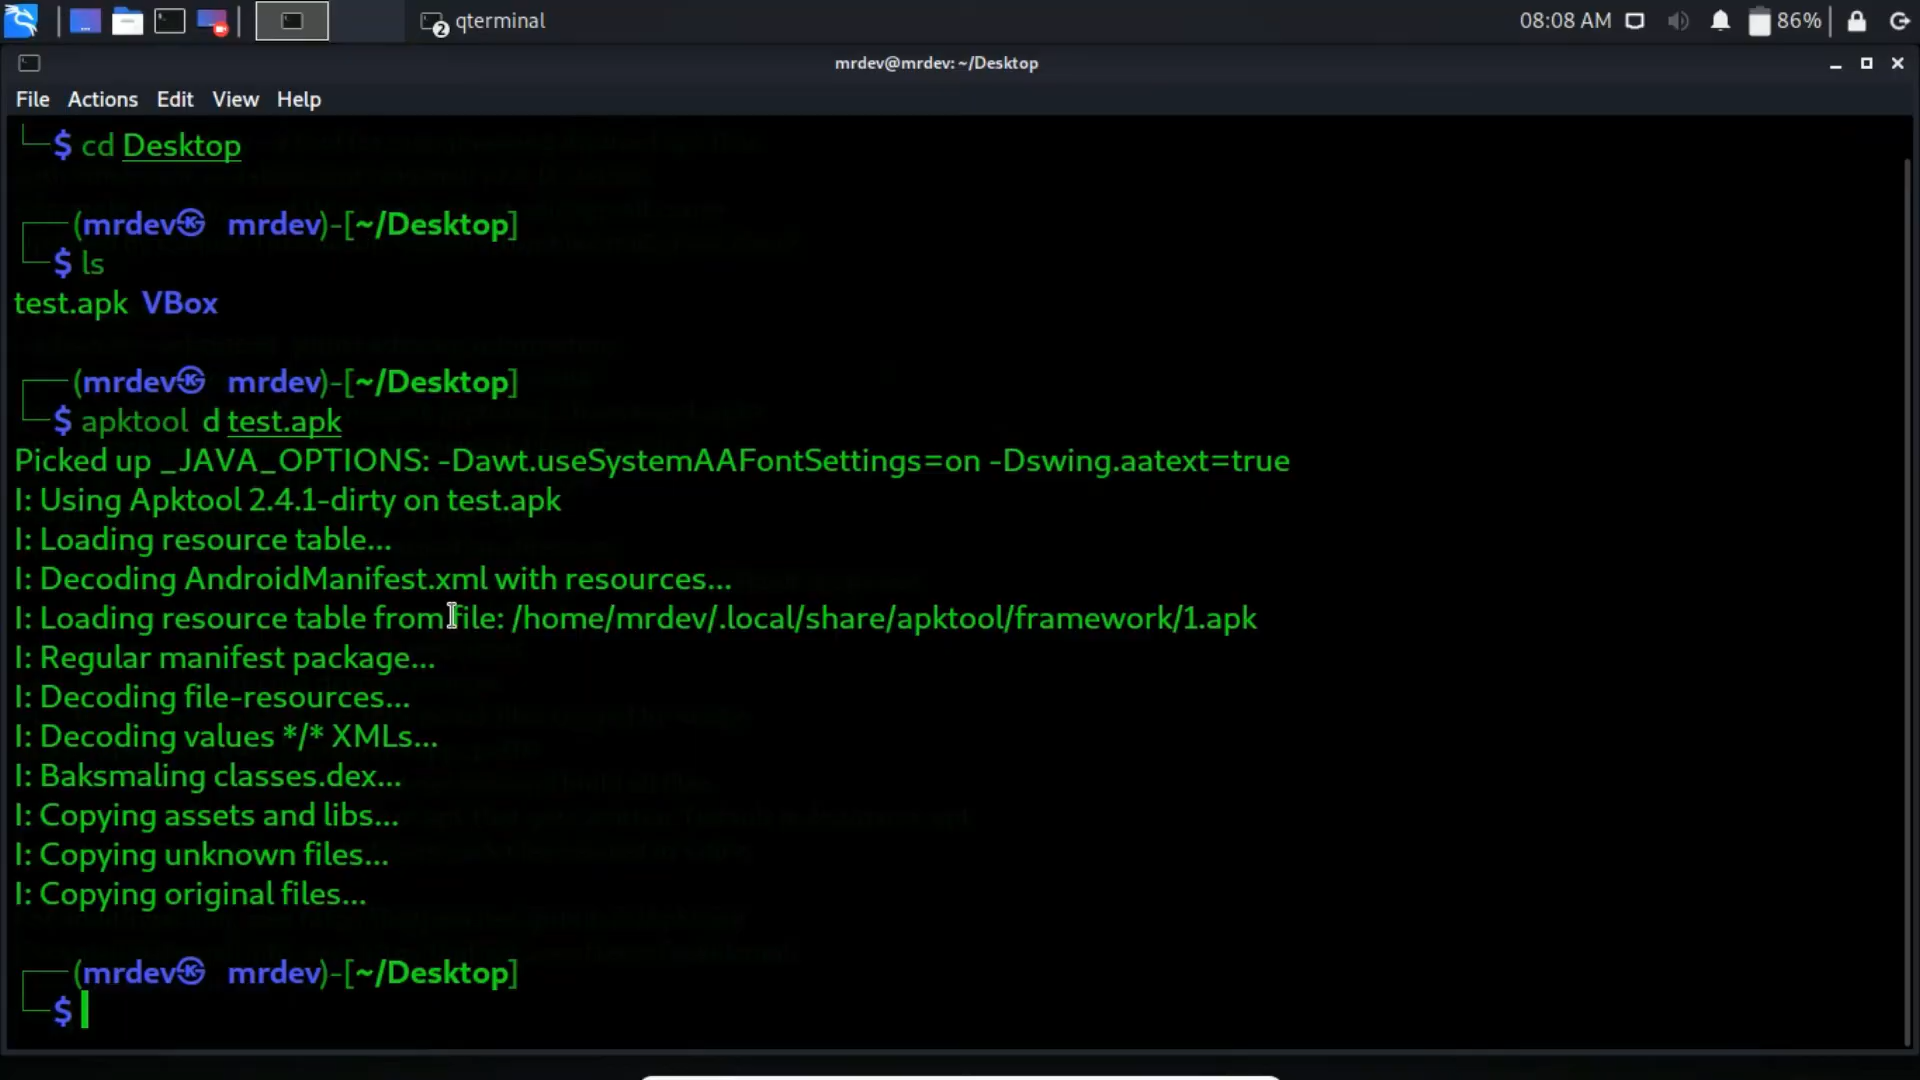 2 qterminal 08:08 AM 86%
mrdev@mrdev: ~/Desktop
File Actions Edit View Help
$ cd Desktop
(mrdev㉿ mrdev)-[~/Desktop]
$ ls
test.apk VBox
(mrdev㉿ mrdev)-[~/Desktop]
$ apktool d test.apk
Picked up _JAVA_OPTIONS: -Dawt.useSystemAAFontSettings=on -Dswing.aatext=true
I: Using Apktool 2.4.1-dirty on test.apk
I: Loading resource table...
I: Decoding AndroidManifest.xml with resources...
I: Loading resource table from file: /home/mrdev/.local/share/apktool/framework/1.apk
I: Regular manifest package...
I: Decoding file-resources...
I: Decoding values */* XMLs...
I: Baksmaling classes.dex...
I: Copying assets and libs...
I: Copying unknown files...
I: Copying original files...
(mrdev㉿ mrdev)-[~/Desktop]
$